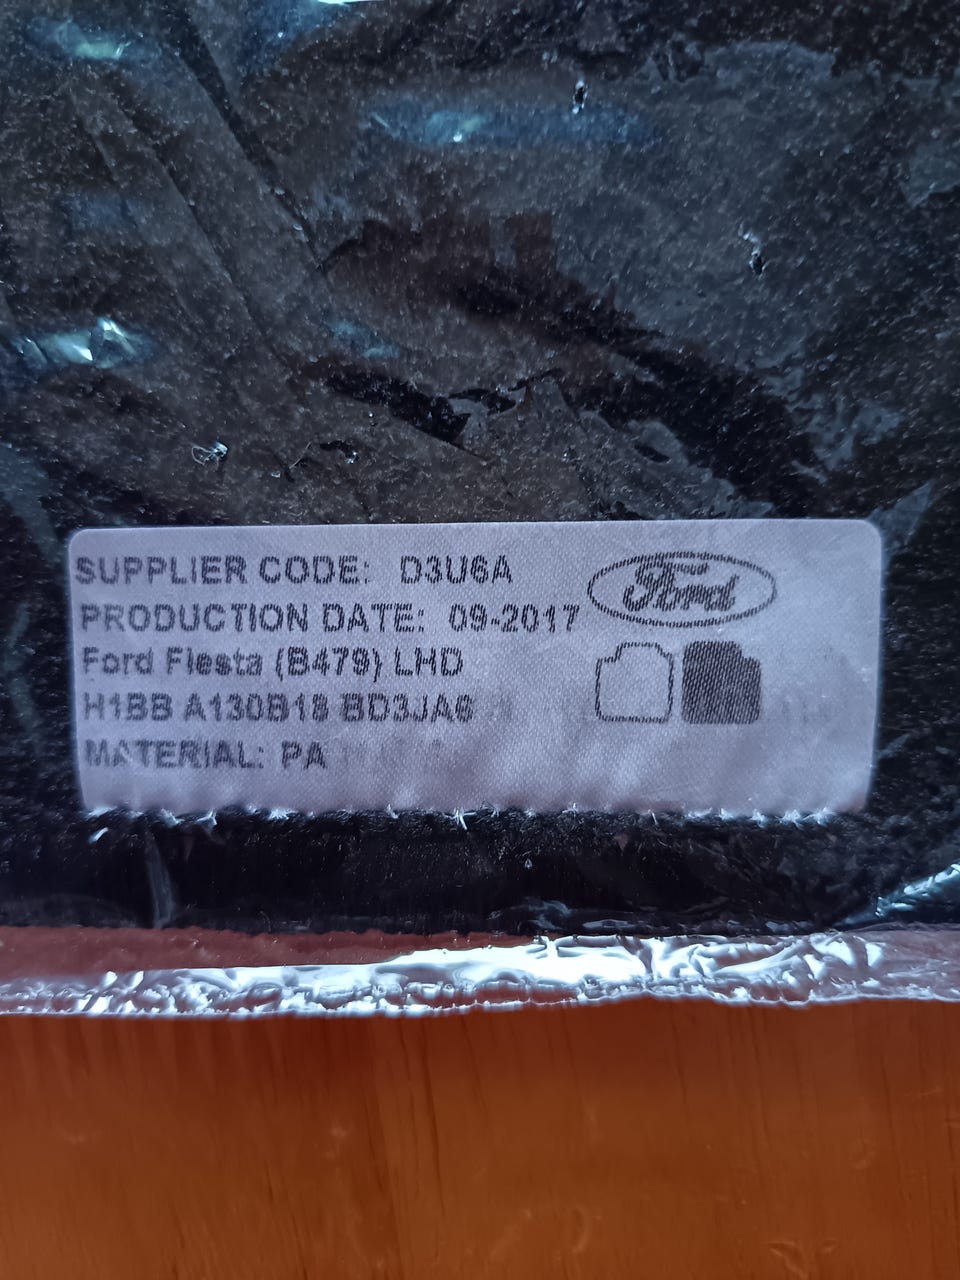 SUPPLIER CODE: D3U6A
Ford
PRODUCTION DATE: 09-2017
Ford Fiesta (B479) LHD
H1BB A130B18 BD3JA6
MATERIAL: PA